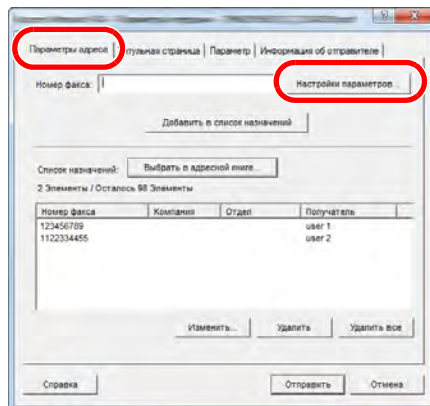 Параметры адреса тульная страница Параметр Информация об отправителе
Номер факса: Настройки параметров...
Добавить в список назначений
Список назначений: Выбрать в адресной книге...
2 Элементы / Осталось 98 Элементы
Номер факса Компания Отдел Получатель
123456789 user 1
1122334455 user 2
Изменить... Удалить Удалить все
Справка Отправить Отмена